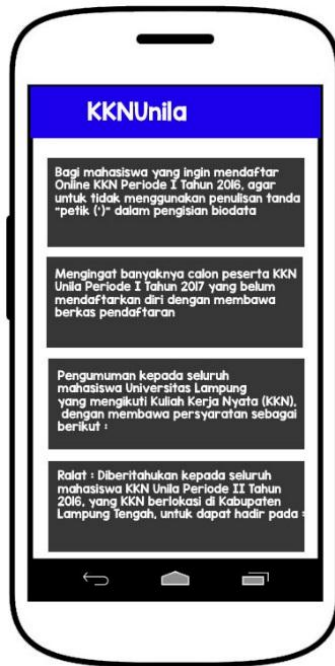 KKNUnila
Bagi mahasiswa yang ingin mendaftar
Online KKN Periode I Tahun 2016, agar
untuk tidak menggunakan penulisan tanda
"petik (')" dalam pengisian biodata
Mengingat banyaknya calon peserta KKN
Unila Periode I Tahun 2017 yang belum
mendaftarkan diri dengan membawa
berkas pendaftaran
Pengumuman kepada seluruh
mahasiswa Universitas Lampung
yang mengikuti Kuliah Kerja Nyata (KKN),
dengan membawa persyaratan sebagai
berikut :
Ralat : Diberitahukan kepada seluruh
mahasiswa KKN Unila Periode II Tahun
2016, yang KKN berlokasi di Kabupaten
Lampung Tengah, untuk dapat hadir pada :